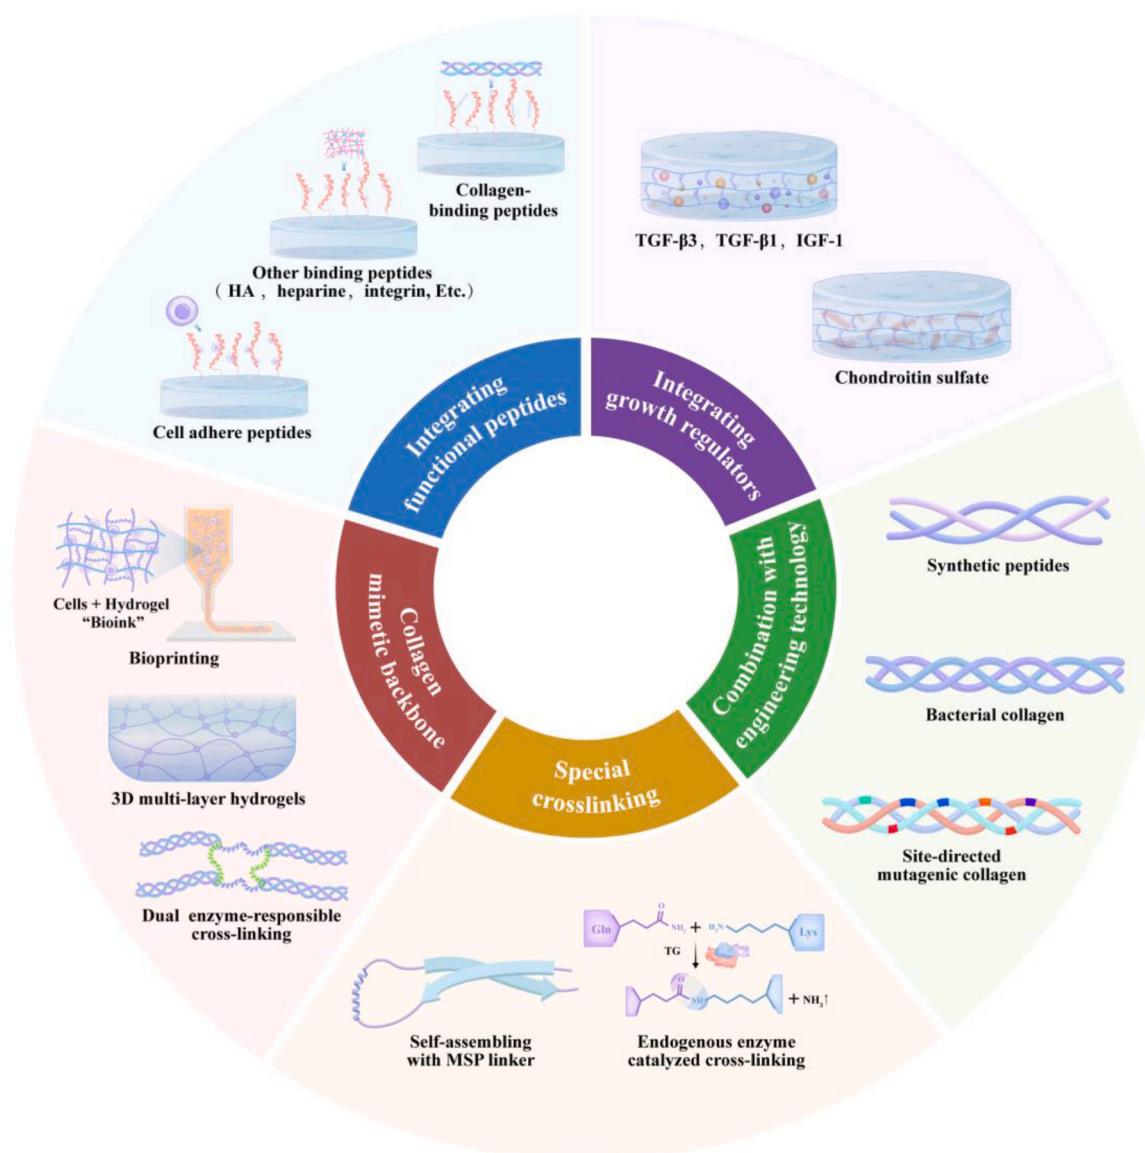 Collagen-
binding peptides
Other binding peptides
( HA , heparine, integrin, Etc.)
Cell adhere peptides
TGF-β3, TGF-β1, IGF-1
Chondroitin sulfate
Integrating
functional peptides
Integrating
growth regulators
Combination with
engineering technology
Special
crosslinking
Collagen
mimetic backbone
Synthetic peptides
Bacterial collagen
Site-directed
mutagenic collagen
Cells + Hydrogel
“Bioink”
Bioprinting
3D multi-layer hydrogels
Dual enzyme-responsible
cross-linking
Self-assembling
with MSP linker
Gln
O
NH₂ + H₂N
Lys
TG
O
NH
+ NH₃↑
Endogenous enzyme
catalyzed cross-linking